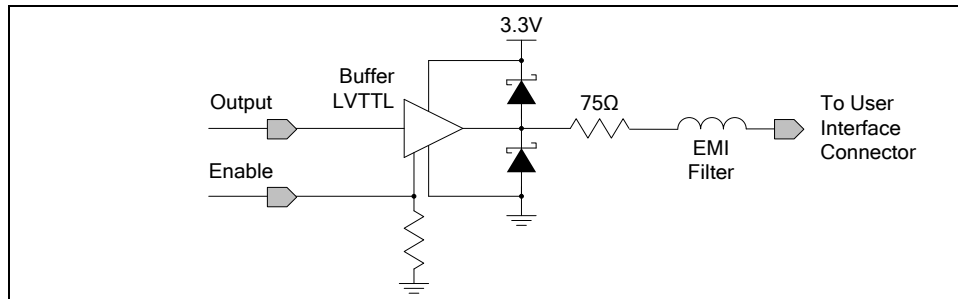 3.3V
Buffer
LVTTL
Output
75Ω
To User
Interface
Connector
EMI
Filter
Enable